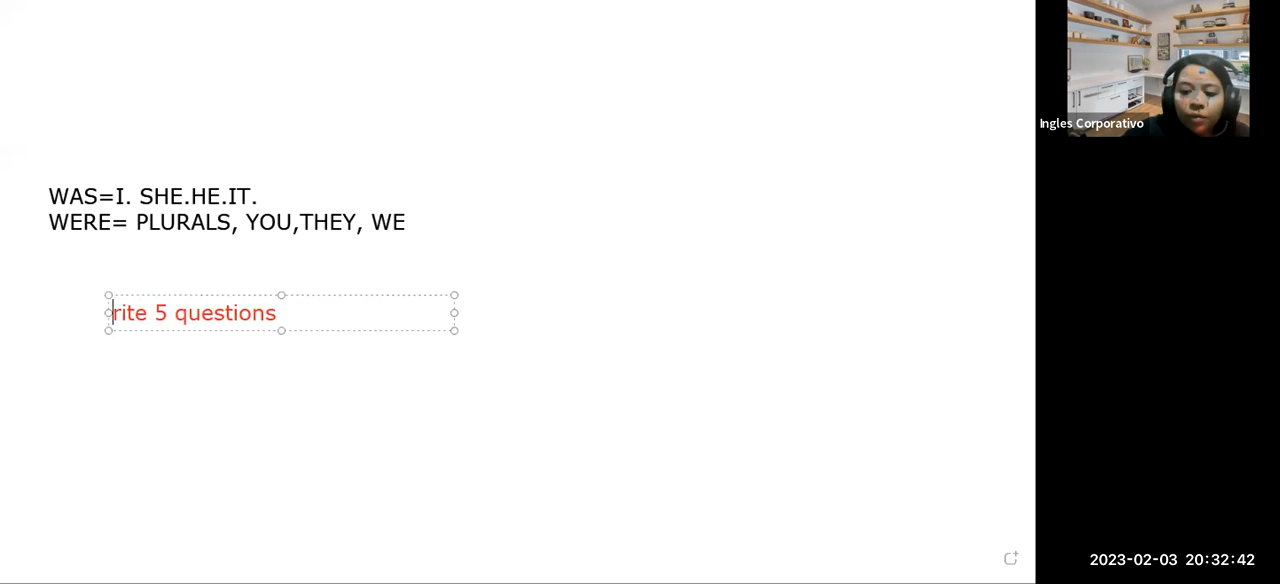 WAS=I. SHE.HE.IT.
WERE= PLURALS, YOU,THEY, WE
rite 5 questions
Ingles Corporativo
2023-02-03 20:32:42